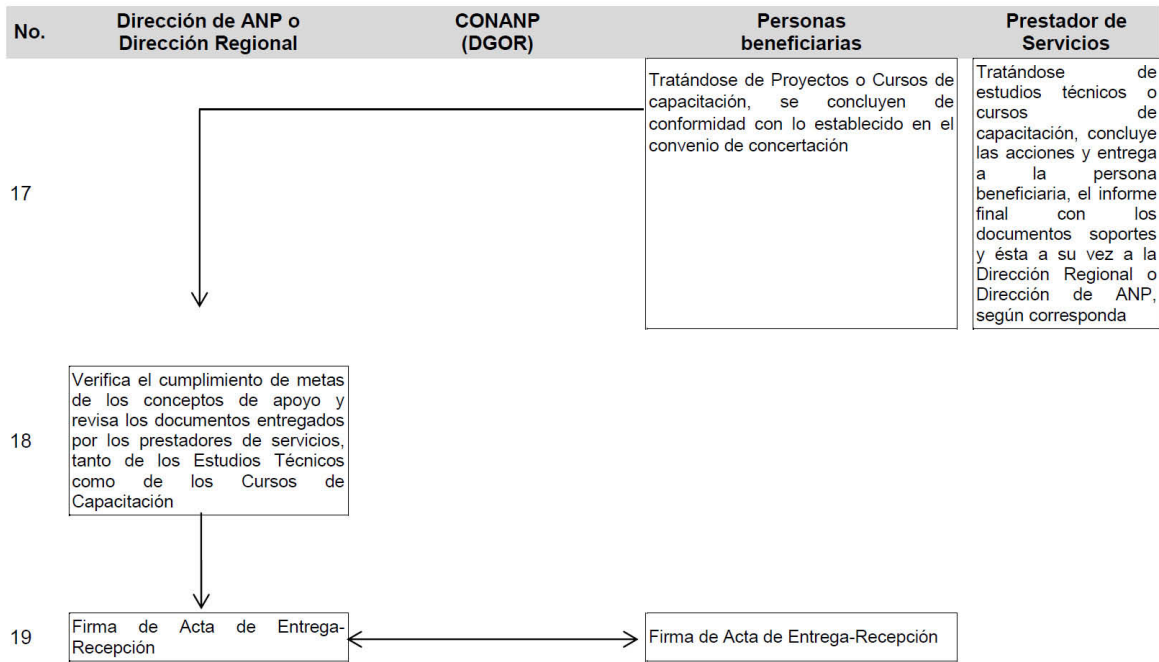 No.
Dirección de ANP o
Dirección Regional
CONANP
(DGOR)
Personas
beneficiarias
Prestador de
Servicios
17
Tratándose de Proyectos o Cursos de
capacitación, se concluyen de
conformidad con lo establecido en el
convenio de concertación
Tratándose de
estudios técnicos o
cursos de
capacitación, concluye
las acciones y entrega
a la persona
beneficiaria, el informe
final con los
documentos soportes
y ésta a su vez a la
Dirección Regional o
Dirección de ANP,
según corresponda
18
Verifica el cumplimiento de metas
de los conceptos de apoyo y
revisa los documentos entregados
por los prestadores de servicios,
tanto de los Estudios Técnicos
como de los Cursos de
Capacitación
19
Firma de Acta de Entrega-
Recepción
Firma de Acta de Entrega-Recepción